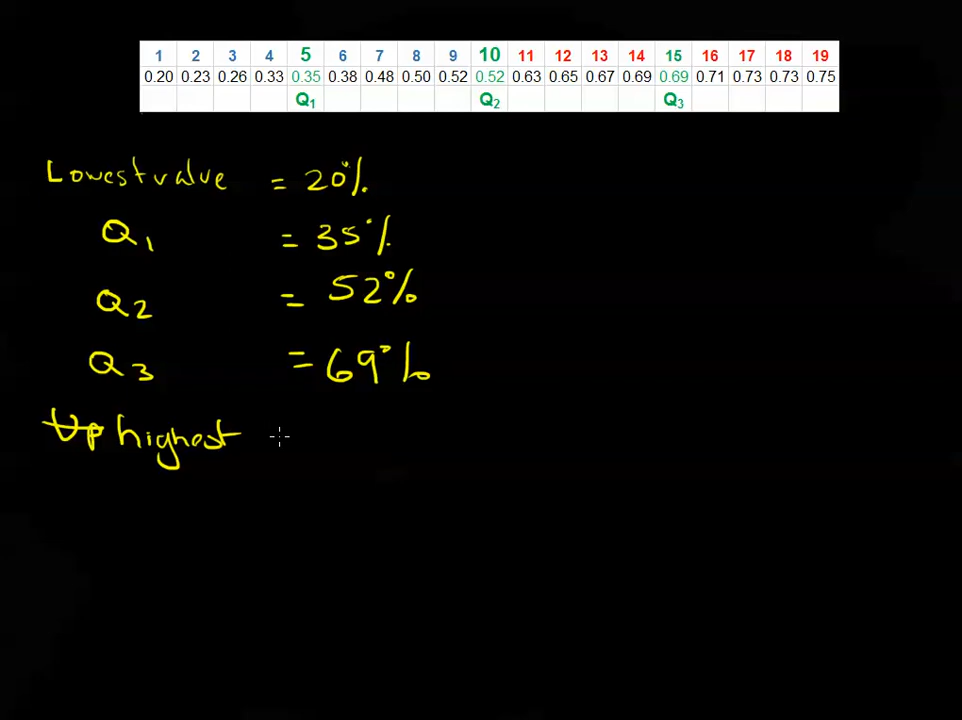 1 2 3 4 5 6 7 8 9 10 11 12 13 14 15 16 17 18 19
0.20 0.23 0.26 0.33 0.35 0.38 0.48 0.50 0.52 0.52 0.63 0.65 0.67 0.69 0.69 0.71 0.73 0.73 0.75
Q1 Q2 Q3
Lowest value = 20%
Q1 = 35%
Q2 = 52%
Q3 = 69%
Up highest